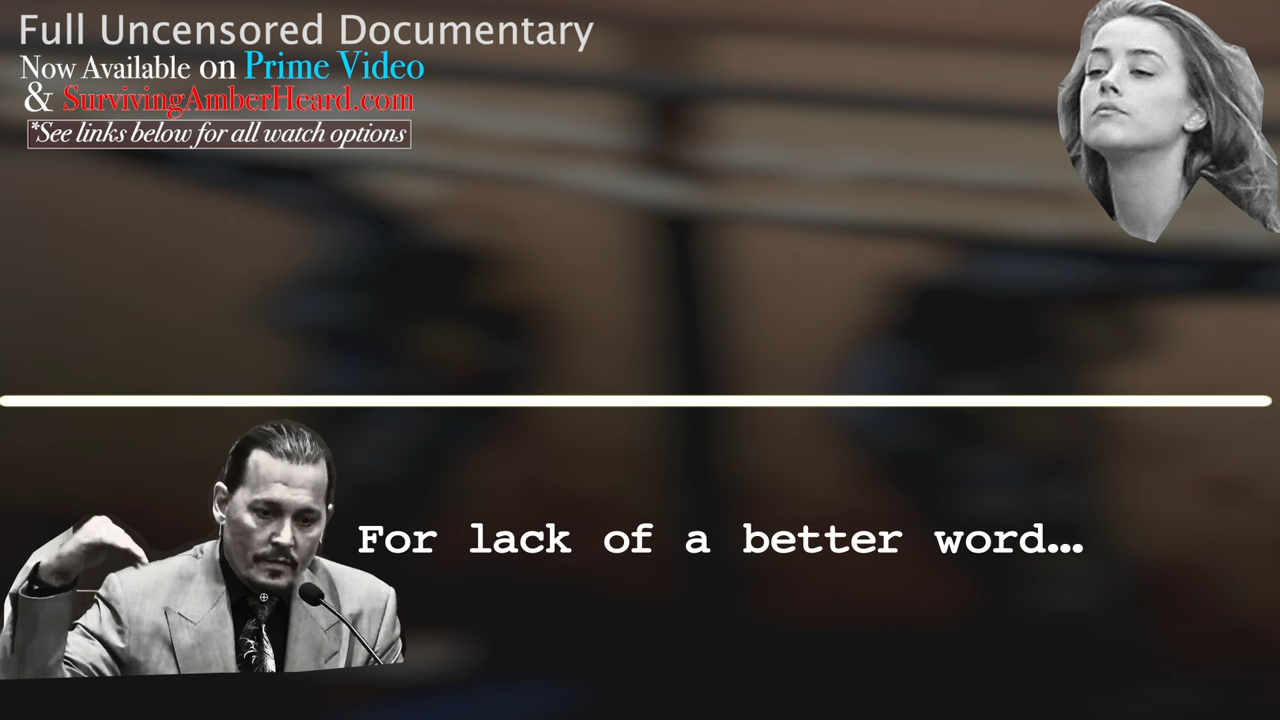 Full Uncensored Documentary
Now Available on Prime Video
& SurvivingAmberHeard.com
*See links below for all watch options
For lack of a better word...